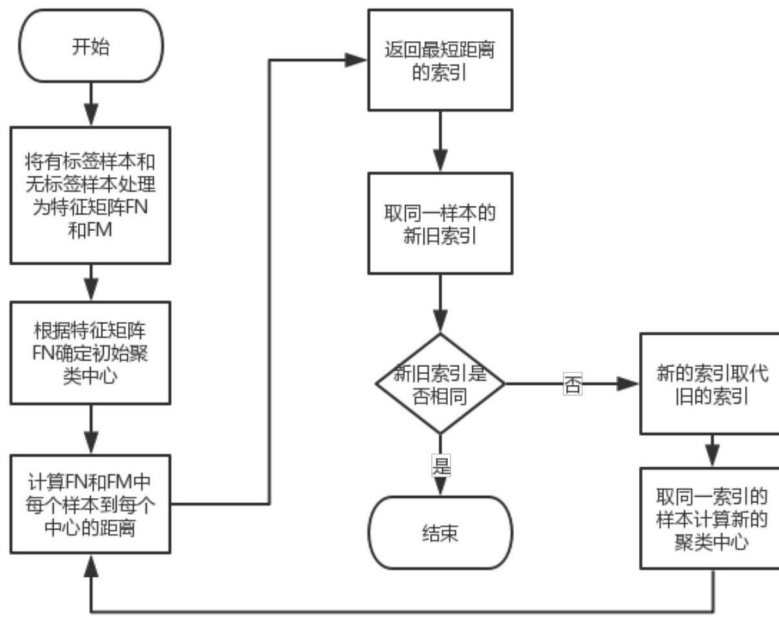 开始
将有标签样本和
无标签样本处理
为特征矩阵FN
和FM
根据特征矩阵
FN确定初始聚
类中心
计算FN和FM中
每个样本到每个
中心的距离
返回最短距离
的索引
取同一样本的
新旧索引
新旧索引是
否相同
是
结束
否
新的索引取代
旧的索引
取同一索引的
样本计算新的
聚类中心